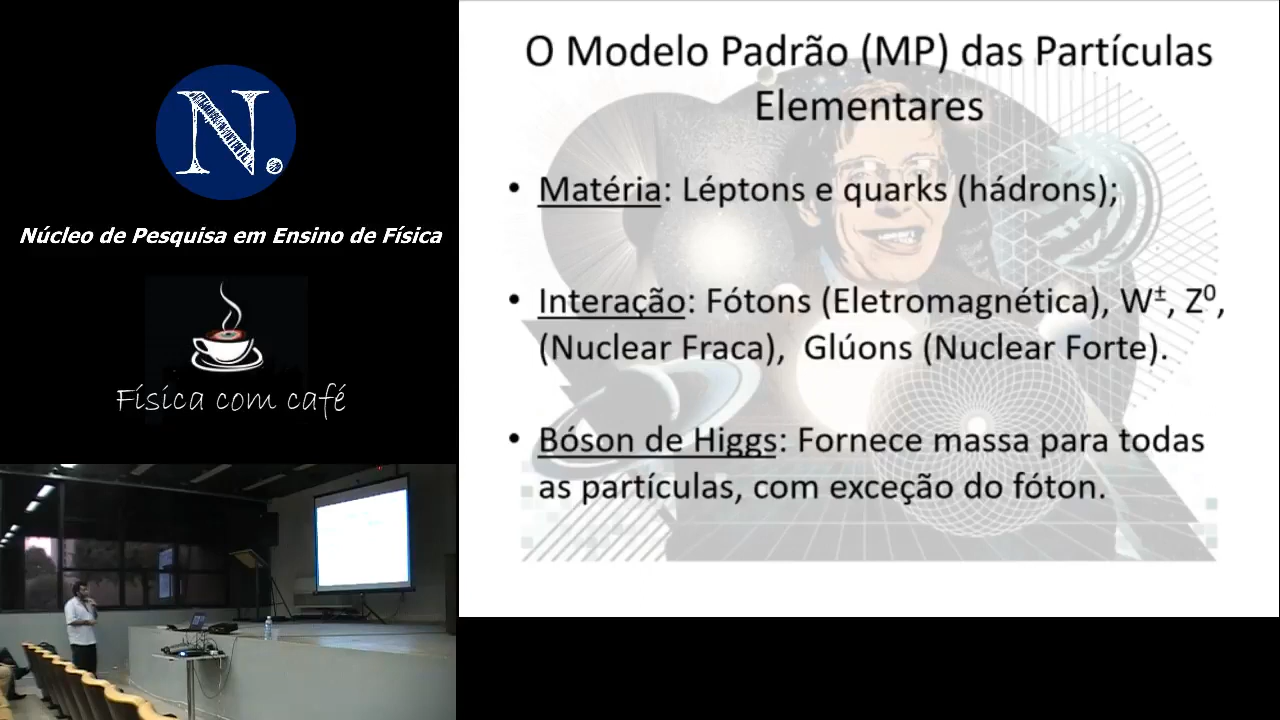 N.
Núcleo de Pesquisa em Ensino de Física
Física com café
O Modelo Padrão (MP) das Partículas
Elementares
• Matéria: Léptons e quarks (hádrons);
• Interação: Fótons (Eletromagnética), W±, Z⁰,
(Nuclear Fraca), Glúons (Nuclear Forte).
• Bóson de Higgs: Fornece massa para todas
as partículas, com exceção do fóton.